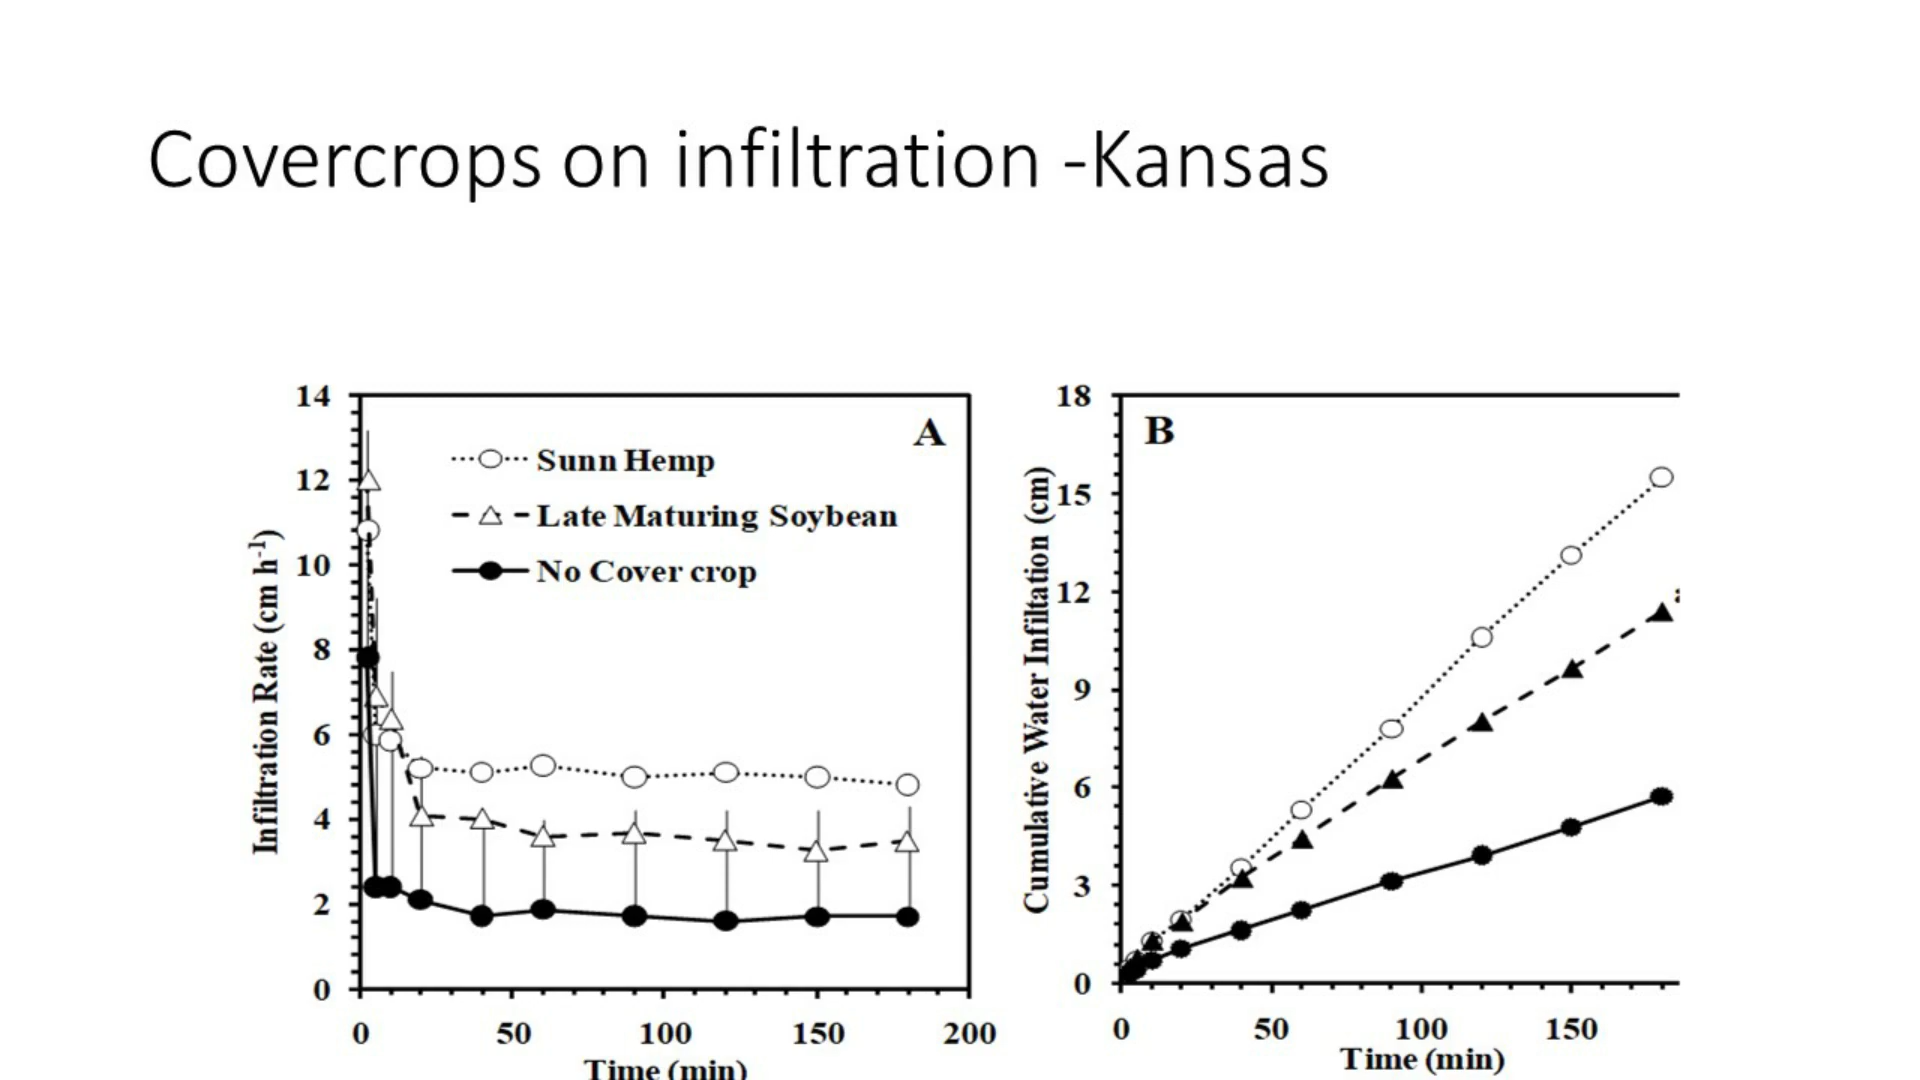 Covercrops on infiltration -Kansas
14
12
10
8
6
4
2
0
Infiltration Rate (cm h-1)
A
Sunn Hemp
Late Maturing Soybean
No Cover crop
0 50 100 150 200
Time (min)
18
15
12
9
6
3
0
Cumulative Water Infiltation (cm)
B
0 50 100 150
Time (min)